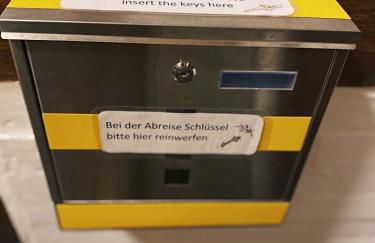 Insert the keys here
Bei der Abreise Schlüssel
bitte hier reinwerfen